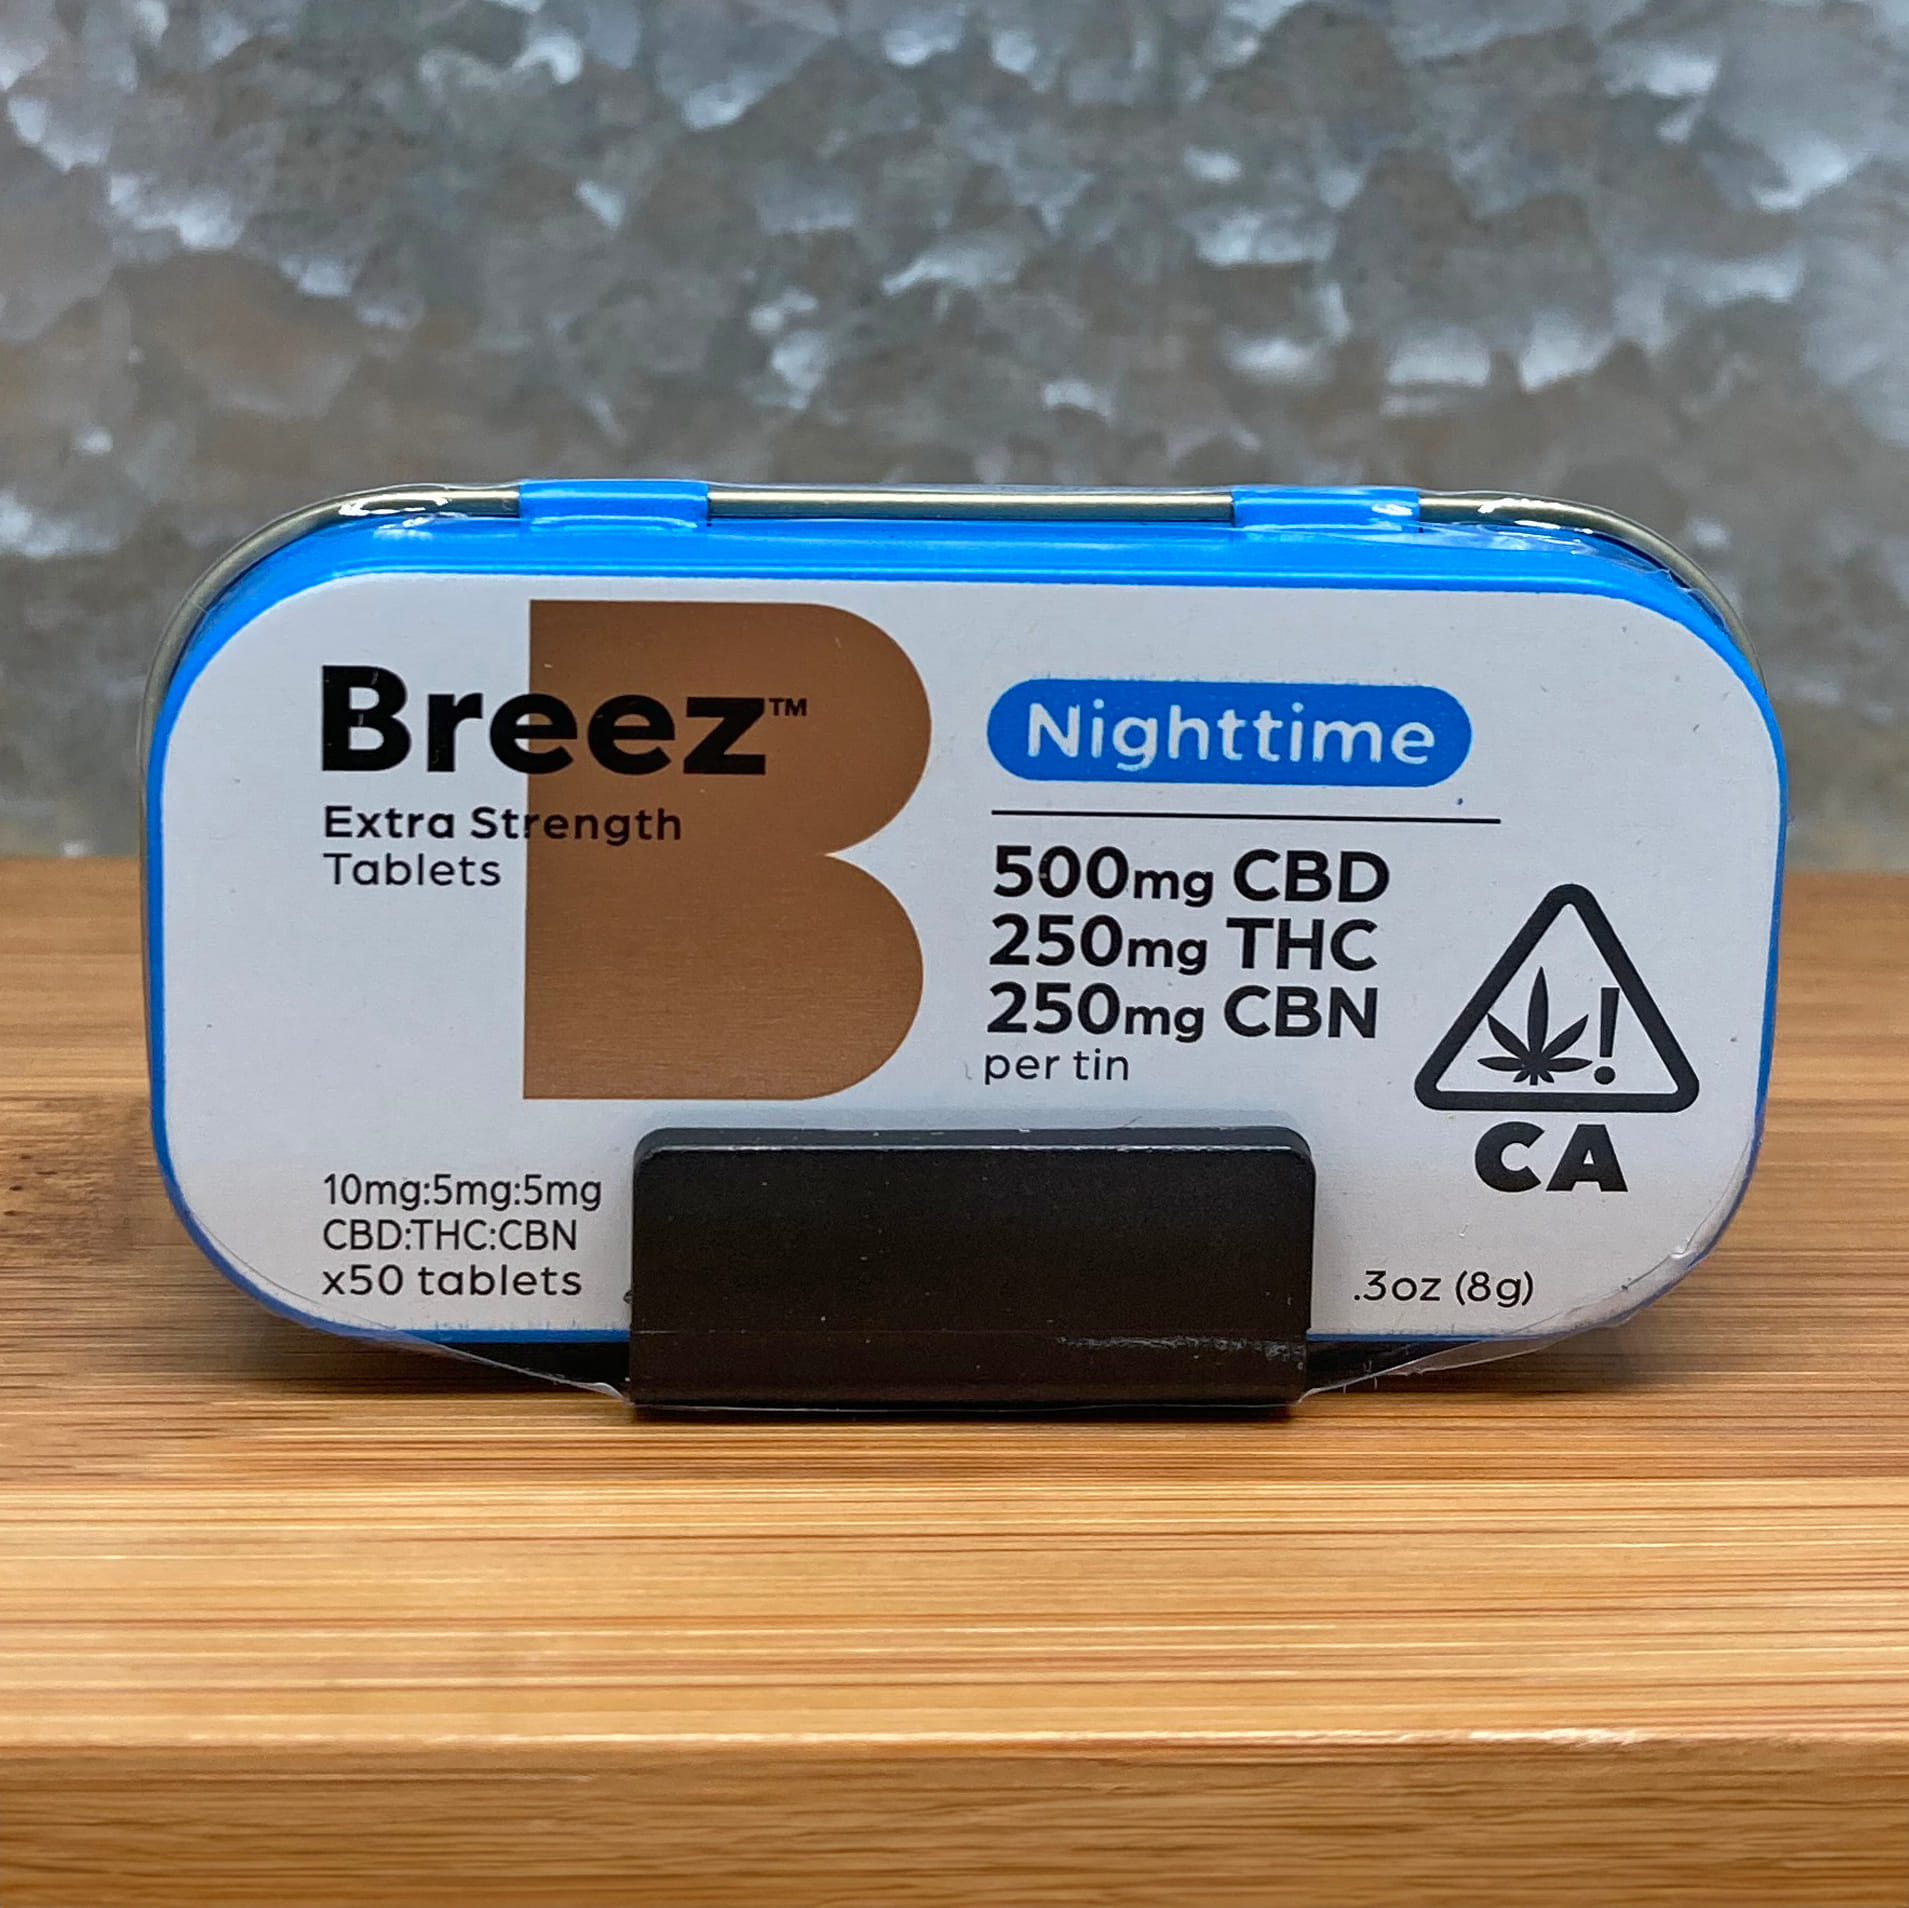 Breez™
Extra Strength
Tablets
Nighttime
500mg CBD
250mg THC
250mg CBN
per tin
!
CA
10mg:5mg:5mg
CBD:THC:CBN
x50 tablets
.3oz (8g)